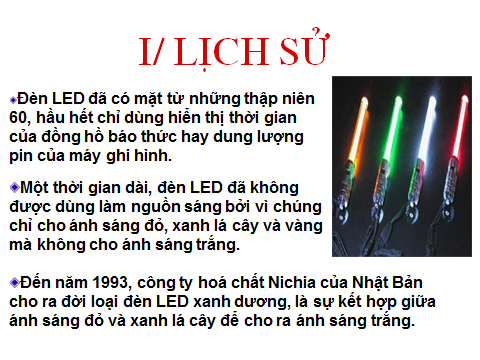 I/ LỊCH SỬ
Đèn LED đã có mặt từ những thập niên
60, hầu hết chỉ dùng hiển thị thời gian
của đồng hồ báo thức hay dung lượng
pin của máy ghi hình.
Một thời gian dài, đèn LED đã không
được dùng làm nguồn sáng bởi vì chúng
chỉ cho ánh sáng đỏ, xanh lá cây và vàng
mà không cho ánh sáng trắng.
Đến năm 1993, công ty hoá chất Nichia của Nhật Bản
cho ra đời loại đèn LED xanh dương, là sự kết hợp giữa
ánh sáng đỏ và xanh lá cây để cho ra ánh sáng trắng.